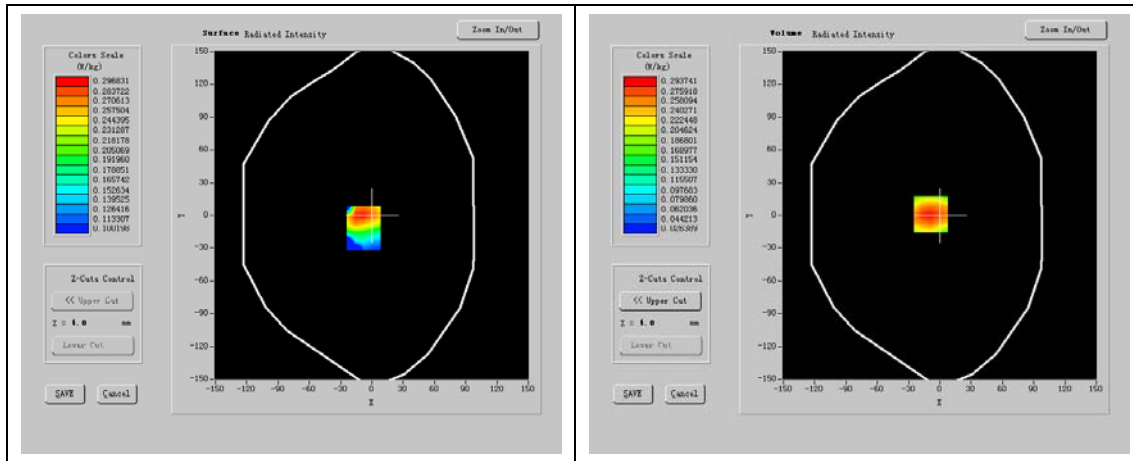 Surface Radiated Intensity
Zoom In/Out
Colors Scale
(W/kg)
0.296831
0.283722
0.270613
0.257504
0.244395
0.231287
0.218178
0.205069
0.191960
0.178851
0.165742
0.152634
0.139525
0.126416
0.113307
0.100198
150
120
90
60
30
0
-30
-60
-90
-120
-150
Y
-150 -120 -90 -60 -30 0 30 60 90 120 150
X
Z-Cuts Control
<< Upper Cut
Z = 4.0 mm
Lower Cut
SAVE Cancel
Volume Radiated Intensity
Zoom In/Out
Colors Scale
(W/kg)
0.293741
0.275918
0.258094
0.240271
0.222448
0.204624
0.186801
0.168977
0.151154
0.133330
0.115507
0.097683
0.079860
0.062036
0.044213
0.026389
150
120
90
60
30
0
-30
-60
-90
-120
-150
Y
-150 -120 -90 -60 -30 0 30 60 90 120 150
X
Z-Cuts Control
<< Upper Cut
Z = 4.0 mm
Lower Cut
SAVE Cancel